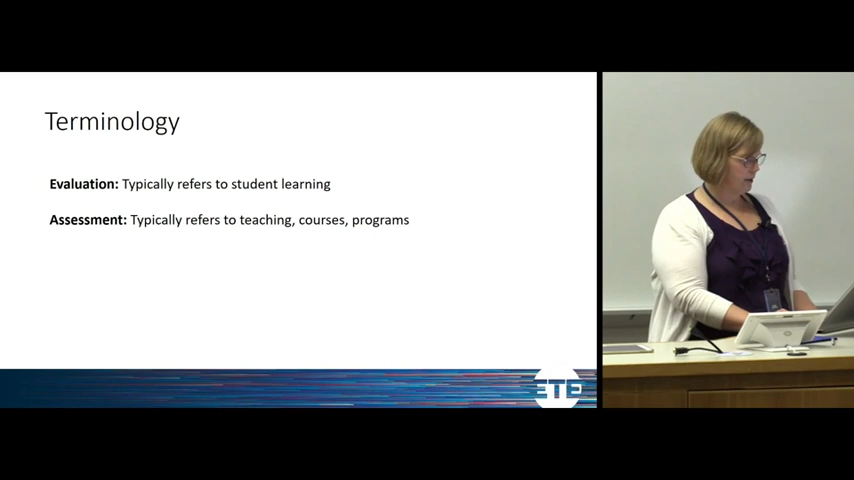 Terminology
Evaluation: Typically refers to student learning
Assessment: Typically refers to teaching, courses, programs
ETE